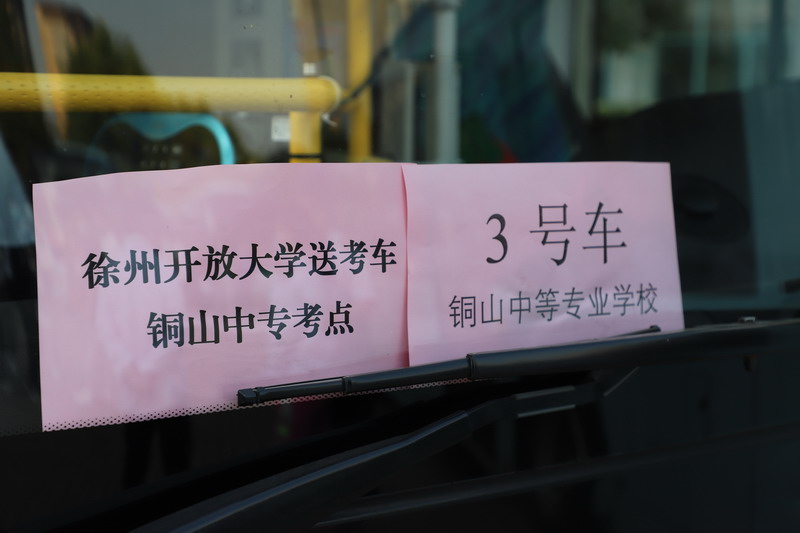 徐州开放大学送考车
铜山中专考点
3号车
铜山中等专业学校